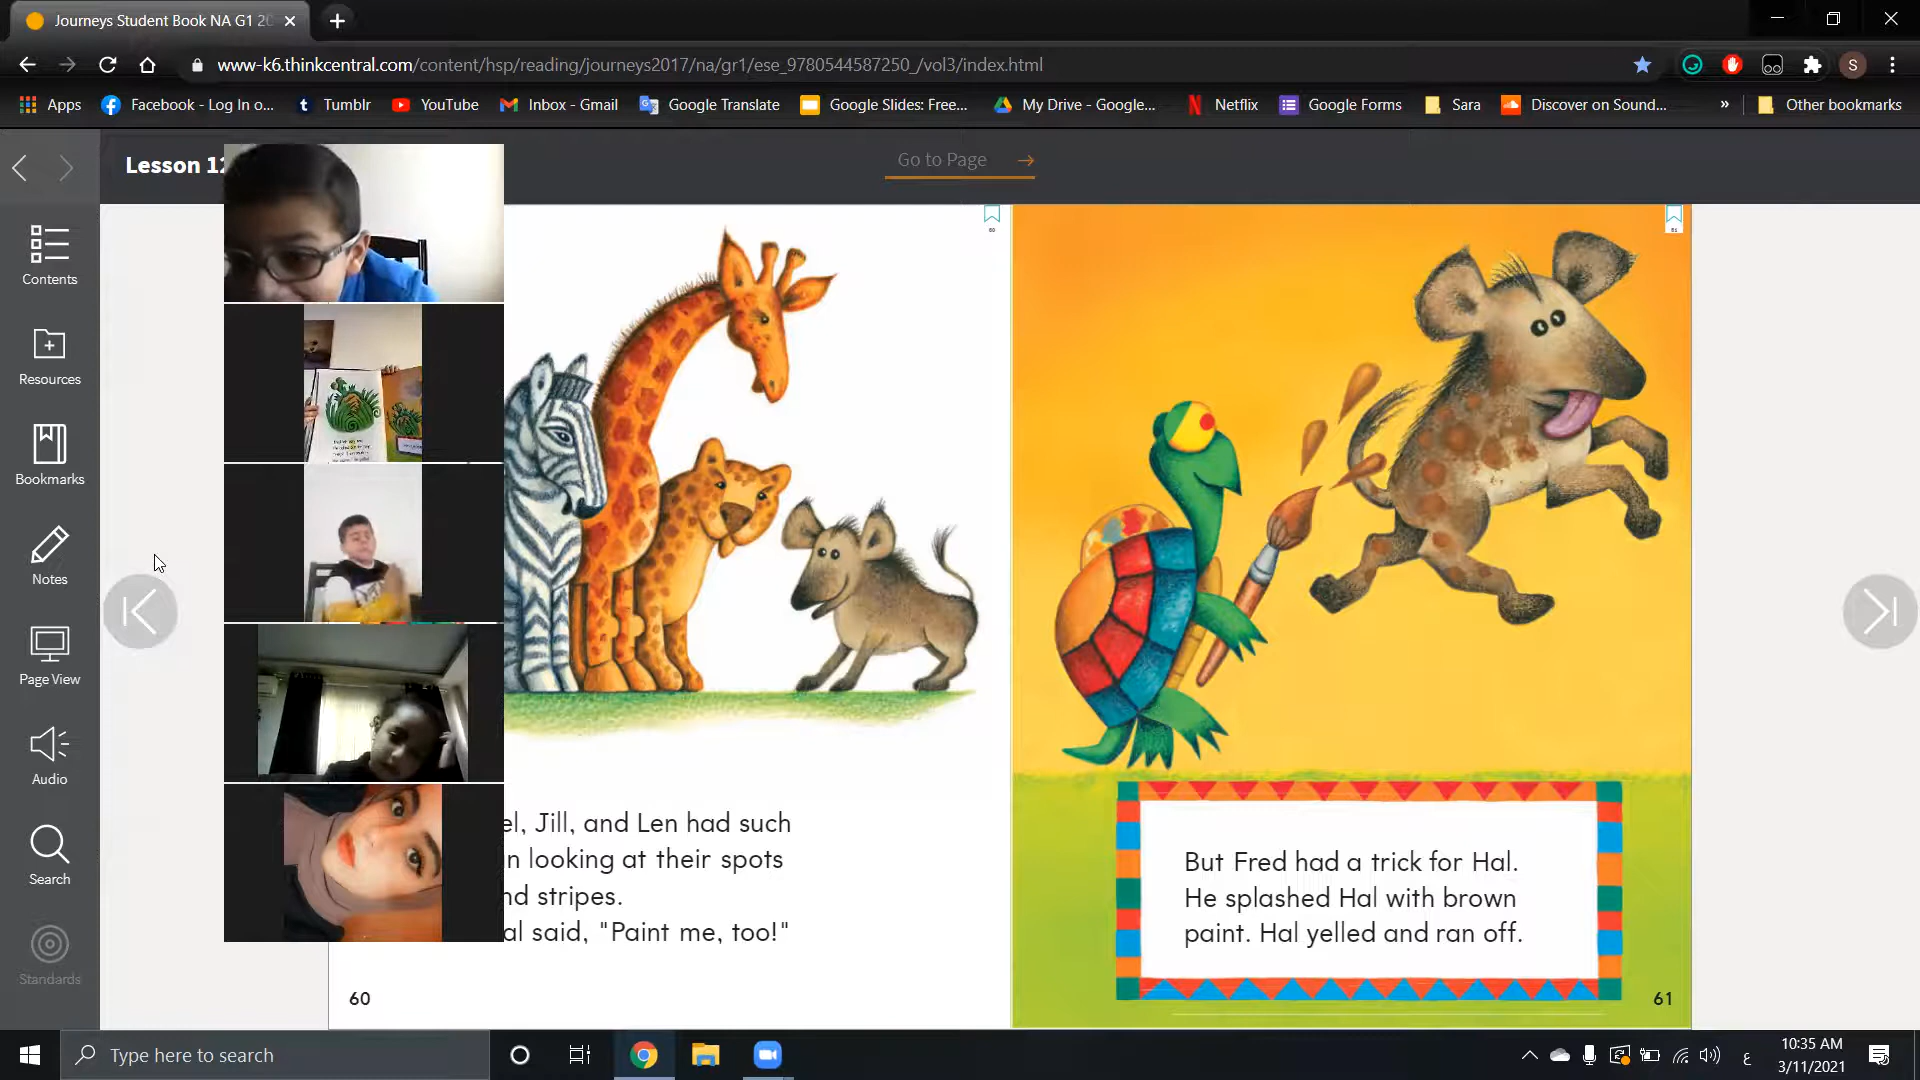 Journeys Student Book NA G1 20
www-k6.thinkcentral.com/content/hsp/reading/journeys2017/na/gr1/ese_9780544587250_/vol3/index.html
S
Apps
Facebook - Log In o...
Tumblr
YouTube
Inbox - Gmail
Google Translate
Google Slides: Free...
My Drive - Google...
Netflix
Google Forms
Sara
Discover on Sound...
»
Other bookmarks
Lesson 12
Go to Page
Contents
Resources
Bookmarks
Notes
Page View
Audio
Search
Standards
el, Jill, and Len had such
n looking at their spots
nd stripes.
al said, "Paint me, too!"
60
But Fred had a trick for Hal.
He splashed Hal with brown
paint. Hal yelled and ran off.
61
Type here to search
ع
10:35 AM
3/11/2021